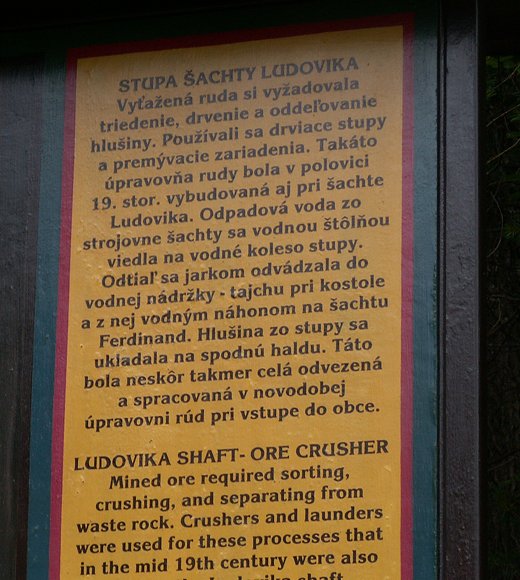 STUPA ŠACHTY LUDOVIKA
Vyťažená ruda si vyžadovala
triedenie, drvenie a oddeľovanie
hlušiny. Používali sa drviace stupy
a premývacie zariadenia. Takáto
úpravovňa rudy bola v polovici
19. stor. vybudovaná aj pri šachte
Ludovika. Odpadová voda zo
strojovne šachty sa vodnou štôlňou
viedla na vodné koleso stupy.
Odtiaľ sa jarkom odvádzala do
vodnej nádržky - tajchu pri kostole
a z nej vodným náhonom na šachtu
Ferdinand. Hlušina zo stupy sa
ukladala na spodnú haldu. Táto
bola neskôr takmer celá odvezená
a spracovaná v novodobej
úpravovni rúd pri vstupe do obce.
LUDOVIKA SHAFT- ORE CRUSHER
Mined ore required sorting,
crushing, and separating from
waste rock. Crushers and launders
were used for these processes that
in the mid 19th century were also
shaft